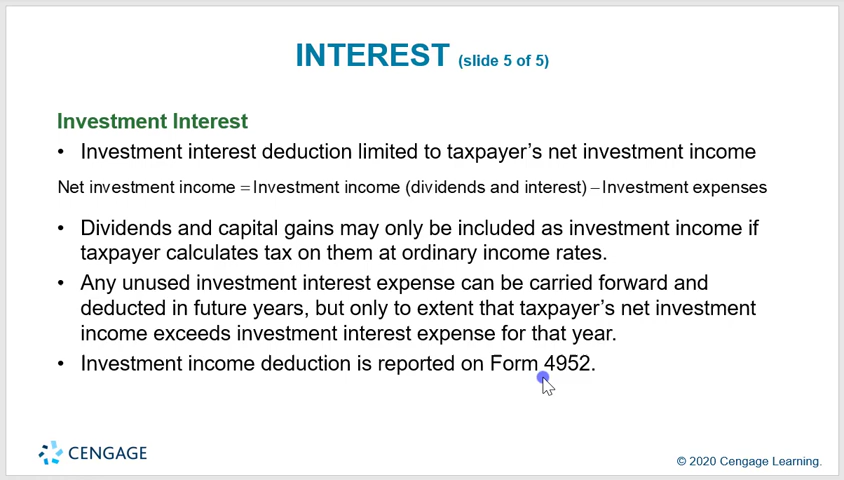 INTEREST (slide 5 of 5)
Investment Interest
• Investment interest deduction limited to taxpayer's net investment income
Net investment income = Investment income (dividends and interest) − Investment expenses
• Dividends and capital gains may only be included as investment income if
taxpayer calculates tax on them at ordinary income rates.
• Any unused investment interest expense can be carried forward and
deducted in future years, but only to extent that taxpayer's net investment
income exceeds investment interest expense for that year.
• Investment income deduction is reported on Form 4952.
CENGAGE
© 2020 Cengage Learning.